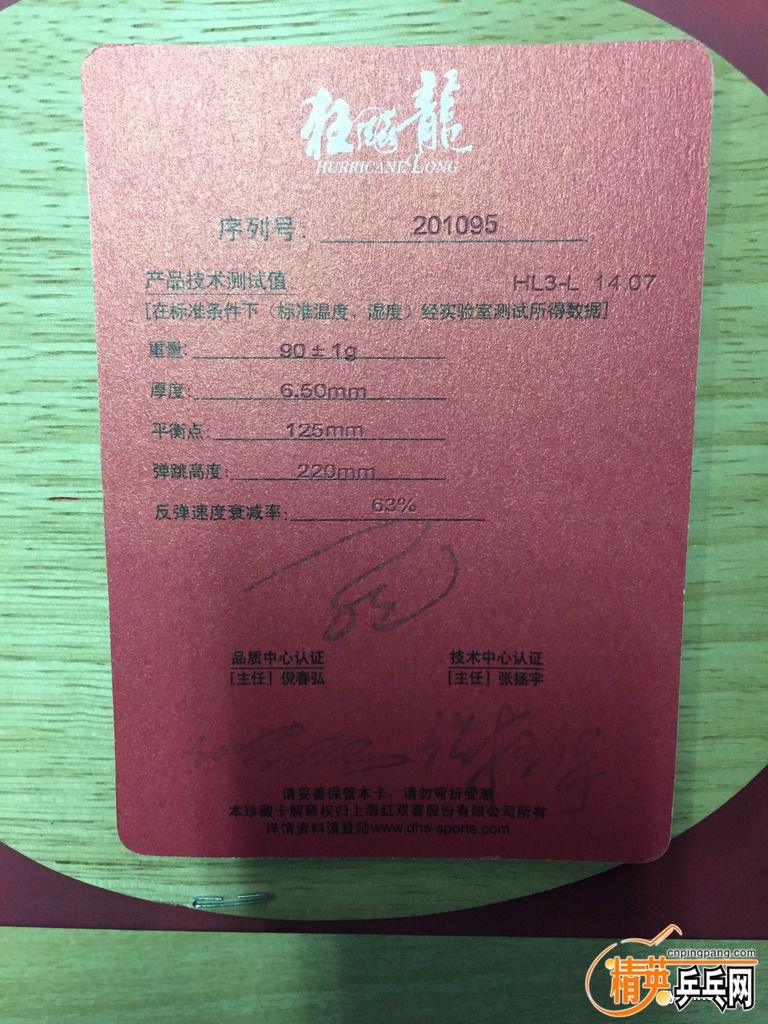 狂飚龍
HURRICANE LONG
序列号: 201095
产品技术测试值 HL3-L 14 07
[在标准条件下（标准温度、湿度）经实验室测试所得数据]
重量: 90±1g
厚度: 6.50mm
平衡点: 125mm
弹跳高度: 220mm
反弹速度衰减率: 63%
品质中心认证 技术中心认证
[主任] 倪春弘 [主任] 张拯宇
请妥善保管本卡、请勿弯折受潮
本珍藏卡解释权归上海红双喜股份有限公司所有
详情资料请登陆www.dhs-sports.com
cnpingpang.com
精英乒乓网